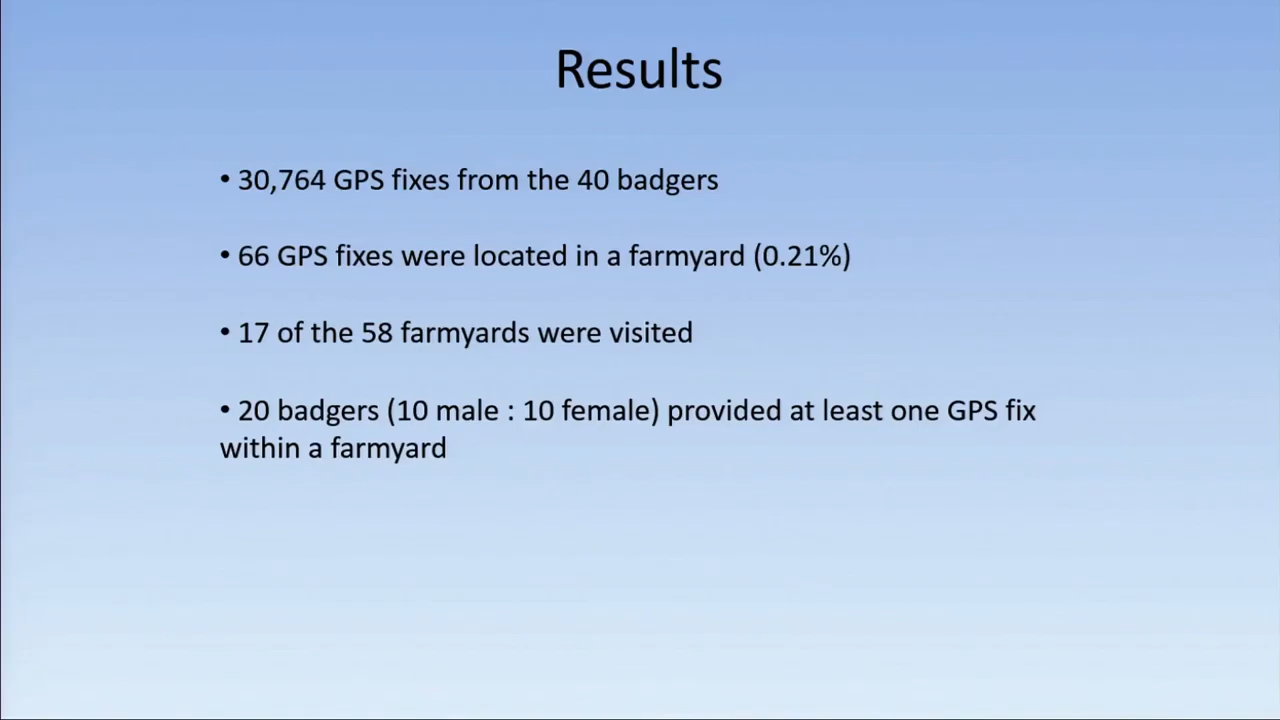 Results
• 30,764 GPS fixes from the 40 badgers
• 66 GPS fixes were located in a farmyard (0.21%)
• 17 of the 58 farmyards were visited
• 20 badgers (10 male : 10 female) provided at least one GPS fix
within a farmyard